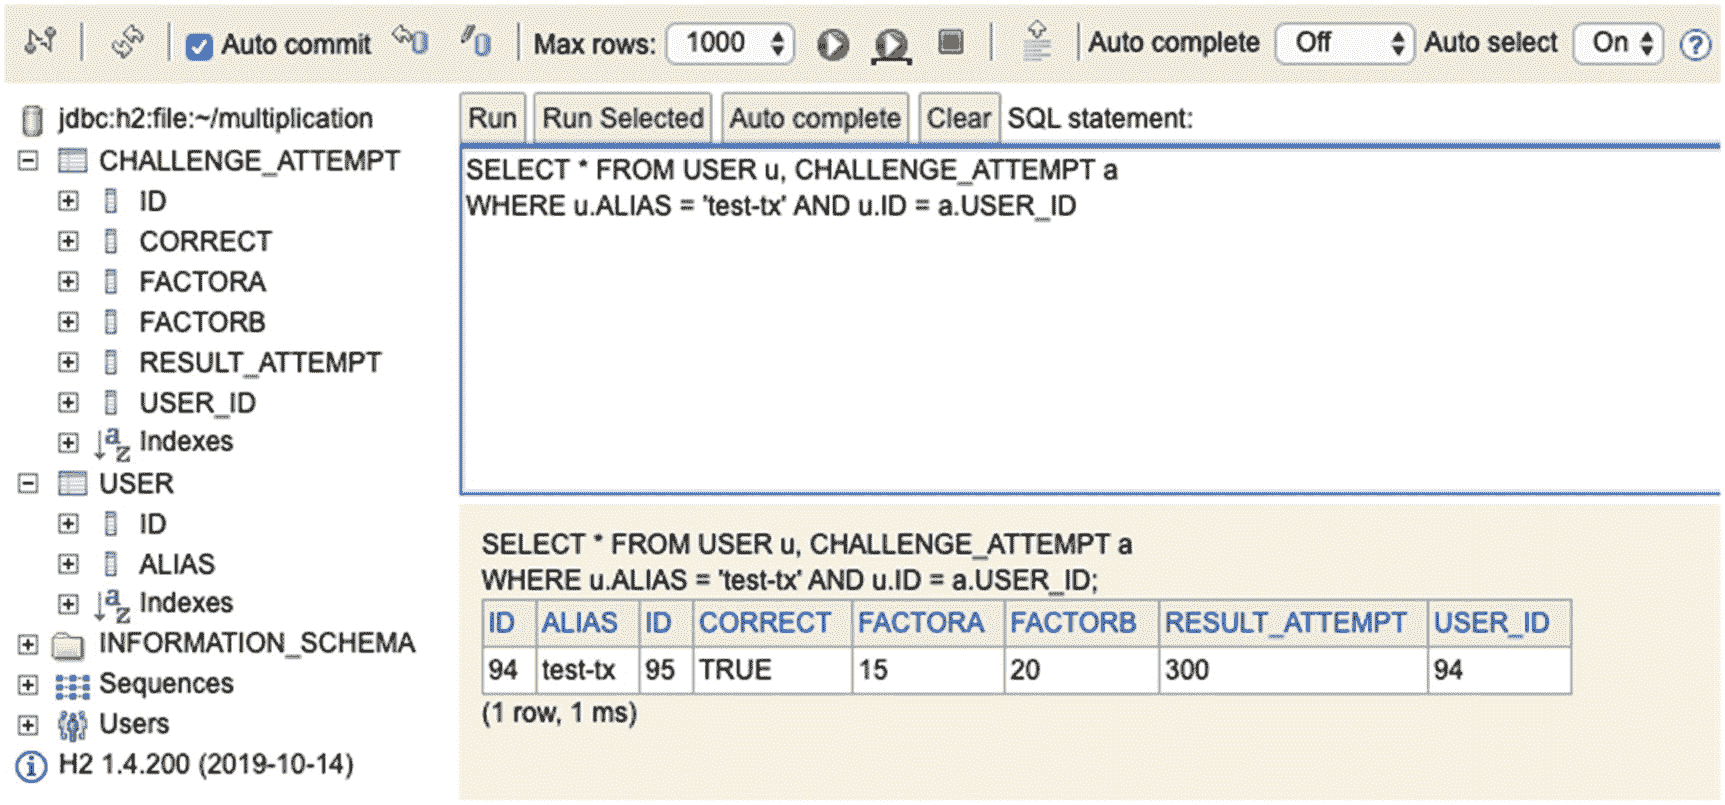 Auto commit Max rows: 1000 Auto complete Off Auto select On ?
jdbc:h2:file:~/multiplication
CHALLENGE_ATTEMPT
ID
CORRECT
FACTORA
FACTORB
RESULT_ATTEMPT
USER_ID
Indexes
USER
ID
ALIAS
Indexes
INFORMATION_SCHEMA
Sequences
Users
H2 1.4.200 (2019-10-14)
Run Run Selected Auto complete Clear SQL statement:
SELECT * FROM USER u, CHALLENGE_ATTEMPT a
WHERE u.ALIAS = 'test-tx' AND u.ID = a.USER_ID
SELECT * FROM USER u, CHALLENGE_ATTEMPT a
WHERE u.ALIAS = 'test-tx' AND u.ID = a.USER_ID;
ID ALIAS ID CORRECT FACTORA FACTORB RESULT_ATTEMPT USER_ID
94 test-tx 95 TRUE 15 20 300 94
(1 row, 1 ms)